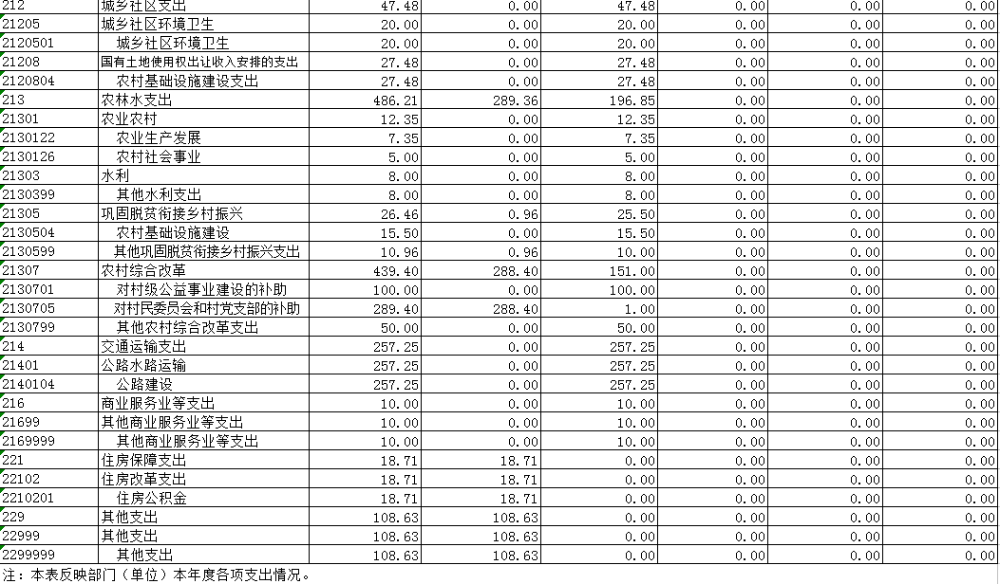 212 城乡社区支出 47.48 0.00 47.48 0.00 0.00 0.00
21205 城乡社区环境卫生 20.00 0.00 20.00 0.00 0.00 0.00
2120501 城乡社区环境卫生 20.00 0.00 20.00 0.00 0.00 0.00
21208 国有土地使用权出让收入安排的支出 27.48 0.00 27.48 0.00 0.00 0.00
2120804 农村基础设施建设支出 27.48 0.00 27.48 0.00 0.00 0.00
213 农林水支出 486.21 289.36 196.85 0.00 0.00 0.00
21301 农业农村 12.35 0.00 12.35 0.00 0.00 0.00
2130122 农业生产发展 7.35 0.00 7.35 0.00 0.00 0.00
2130126 农村社会事业 5.00 0.00 5.00 0.00 0.00 0.00
21303 水利 8.00 0.00 8.00 0.00 0.00 0.00
2130399 其他水利支出 8.00 0.00 8.00 0.00 0.00 0.00
21305 巩固脱贫衔接乡村振兴 26.46 0.96 25.50 0.00 0.00 0.00
2130504 农村基础设施建设 15.50 0.00 15.50 0.00 0.00 0.00
2130599 其他巩固脱贫衔接乡村振兴支出 10.96 0.96 10.00 0.00 0.00 0.00
21307 农村综合改革 439.40 288.40 151.00 0.00 0.00 0.00
2130701 对村级公益事业建设的补助 100.00 0.00 100.00 0.00 0.00 0.00
2130705 对村民委员会和村党支部的补助 289.40 288.40 1.00 0.00 0.00 0.00
2130799 其他农村综合改革支出 50.00 0.00 50.00 0.00 0.00 0.00
214 交通运输支出 257.25 0.00 257.25 0.00 0.00 0.00
21401 公路水路运输 257.25 0.00 257.25 0.00 0.00 0.00
2140104 公路建设 257.25 0.00 257.25 0.00 0.00 0.00
216 商业服务业等支出 10.00 0.00 10.00 0.00 0.00 0.00
21699 其他商业服务业等支出 10.00 0.00 10.00 0.00 0.00 0.00
2169999 其他商业服务业等支出 10.00 0.00 10.00 0.00 0.00 0.00
221 住房保障支出 18.71 18.71 0.00 0.00 0.00 0.00
22102 住房改革支出 18.71 18.71 0.00 0.00 0.00 0.00
2210201 住房公积金 18.71 18.71 0.00 0.00 0.00 0.00
229 其他支出 108.63 108.63 0.00 0.00 0.00 0.00
22999 其他支出 108.63 108.63 0.00 0.00 0.00 0.00
2299999 其他支出 108.63 108.63 0.00 0.00 0.00 0.00
注：本表反映部门（单位）本年度各项支出情况。